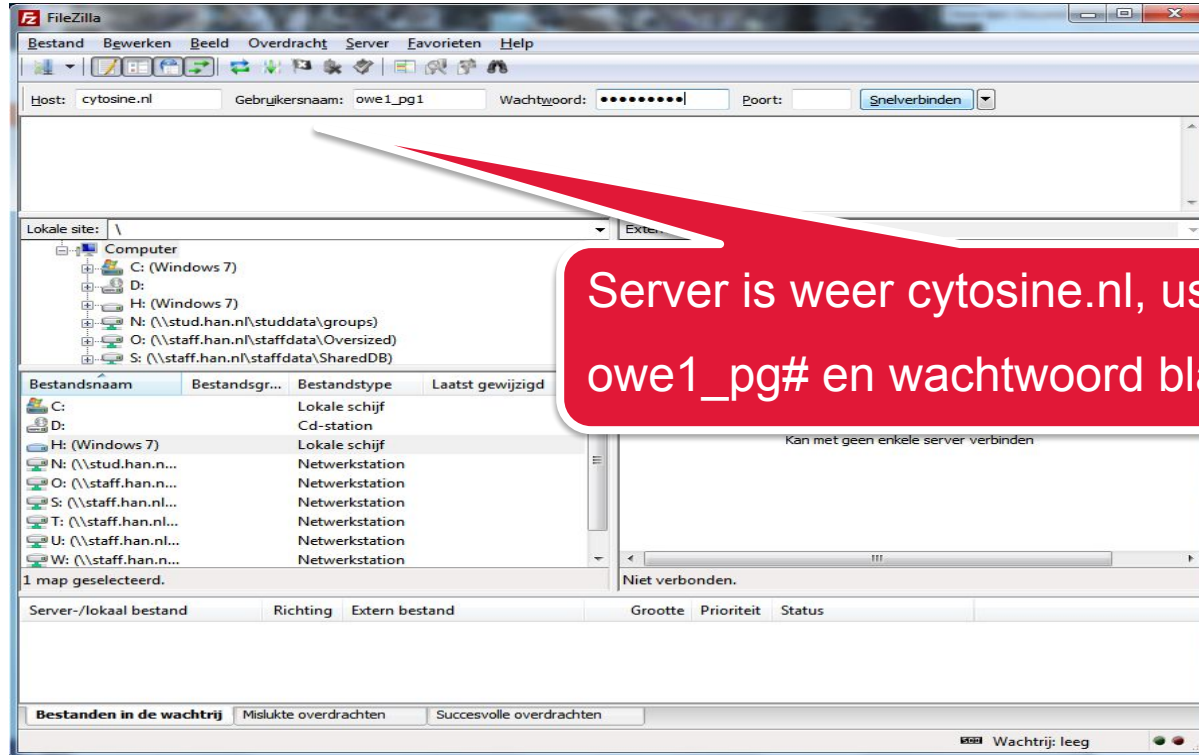 FileZilla
Bestand Bewerken Beeld Overdracht Server Favorieten Help
Host: cytosine.nl Gebruikersnaam: owe1_pg1 Wachtwoord: ●●●●●●●●● Poort: Snelverbinden
Lokale site: \
Computer
C: (Windows 7)
D:
H: (Windows 7)
N: (\\stud.han.nl\studdata\groups)
O: (\\staff.han.nl\staffdata\Oversized)
S: (\\staff.han.nl\staffdata\SharedDB)
Server is weer cytosine.nl,
owe1_pg# en wachtwoord
Bestandsnaam Bestandsgr... Bestandstype Laatst gewijzigd
C: Lokale schijf
D: Cd-station
H: (Windows 7) Lokale schijf
N: (\\stud.han.n... Netwerkstation
O: (\\staff.han.n... Netwerkstation
S: (\\staff.han.nl... Netwerkstation
T: (\\staff.han.nl... Netwerkstation
U: (\\staff.han.nl... Netwerkstation
W: (\\staff.han.n... Netwerkstation
Kan met geen enkele server verbinden
1 map geselecteerd.
Niet verbonden.
Server-/lokaal bestand Richting Extern bestand Grootte Prioriteit Status
Bestanden in de wachtrij Mislukte overdrachten Succesvolle overdrachten
Wachtrij: leeg